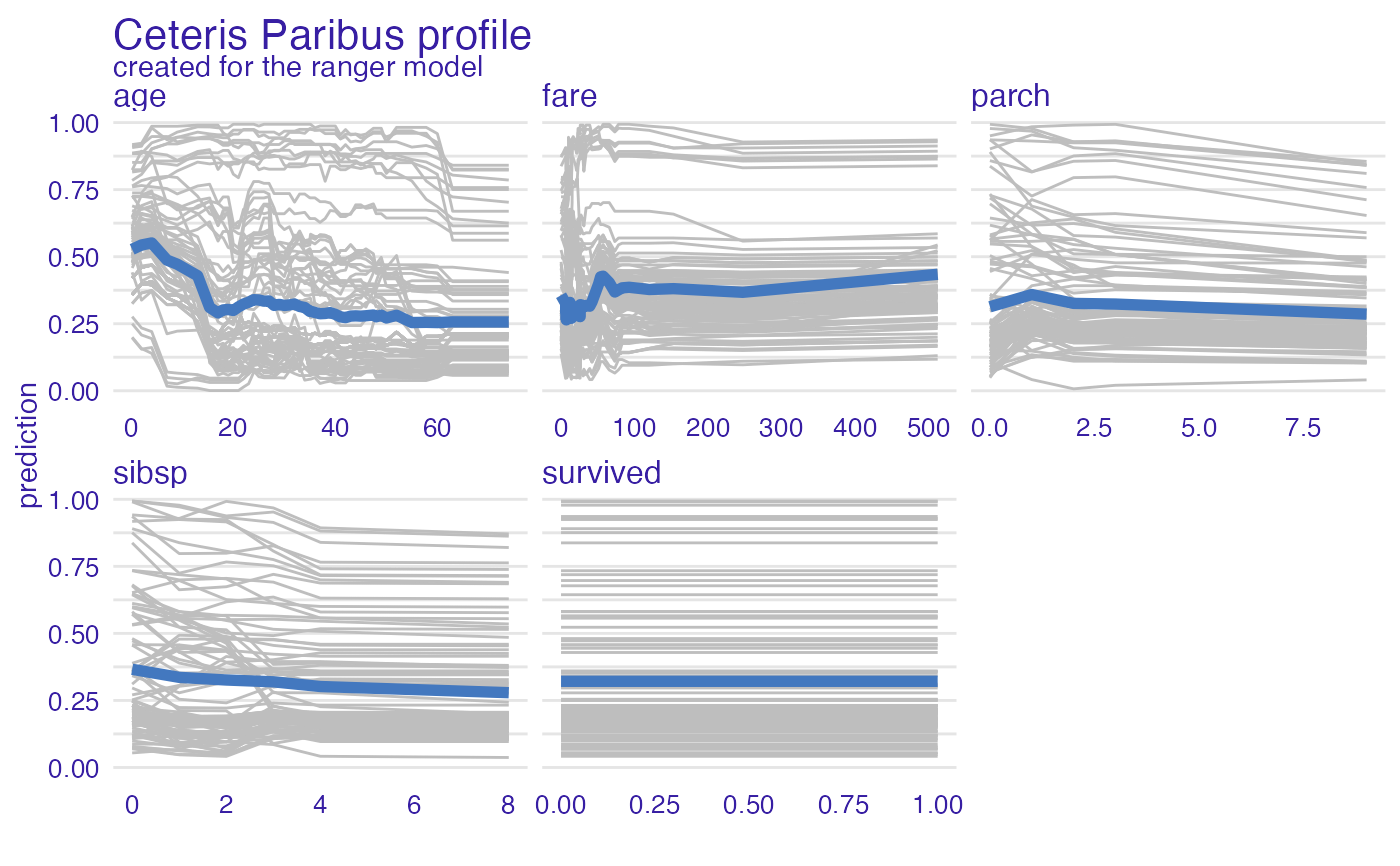 Ceteris Paribus profile
created for the ranger model
age fare parch
1.00
0.75
0.50
0.25
0.00
0 20 40 60 0 100 200 300 400 500 0.0 2.5 5.0 7.5
prediction
sibsp survived
1.00
0.75
0.50
0.25
0.00
0 2 4 6 8 0.00 0.25 0.50 0.75 1.00